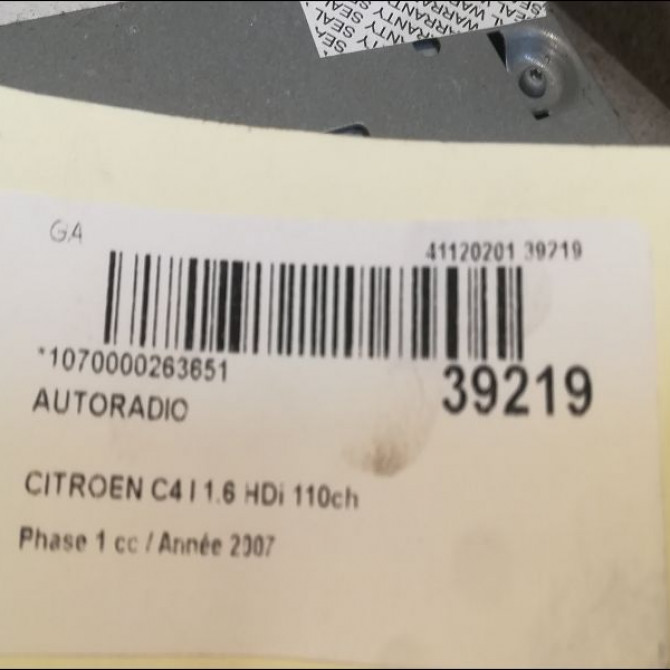 WARRANTY SEAL WARRANTY SEAL
GA
41120201 39219
*1070000263651
39219
AUTORADIO
CITROEN C4 I 1.6 HDi 110ch
Phase 1 cc / Année 2007